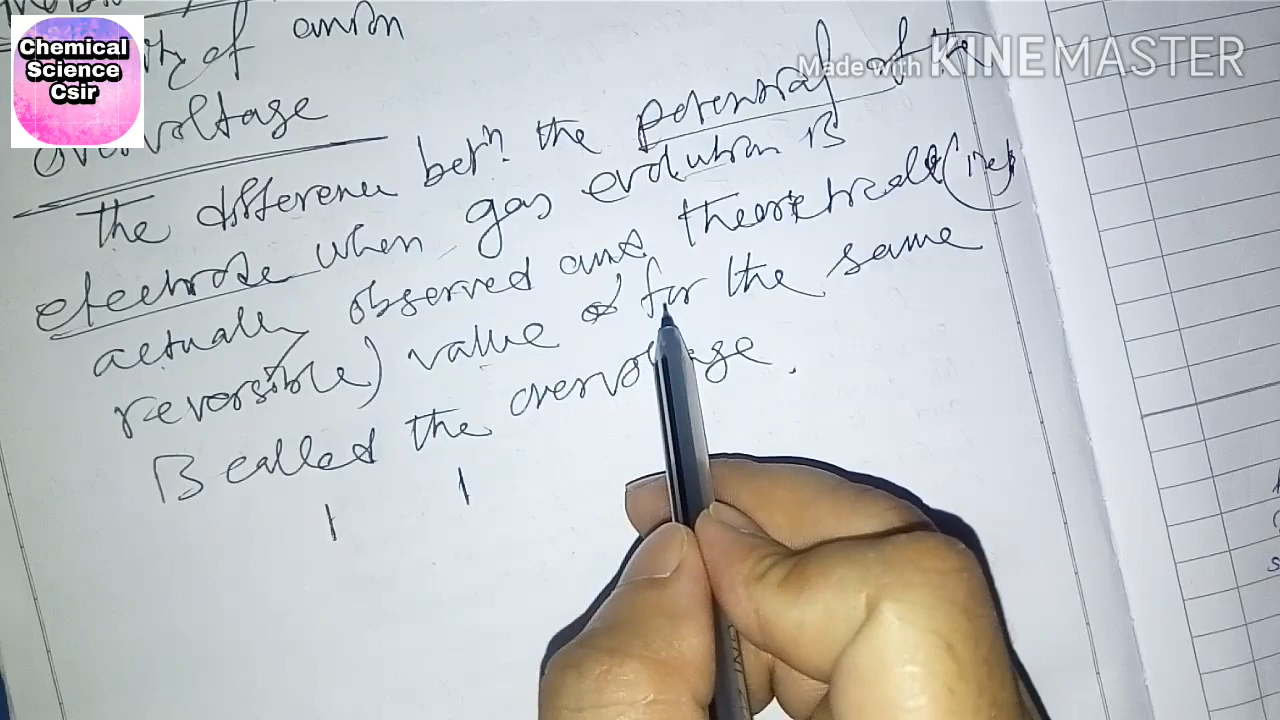 Chemical
Science
Csir
Made with KINEMASTER
of anion
overvoltage
The difference betn. the potential of the
electrode when gas evolution is
actually observed and theoretical (ie,
reversible) value for the same
is called the overvoltage.